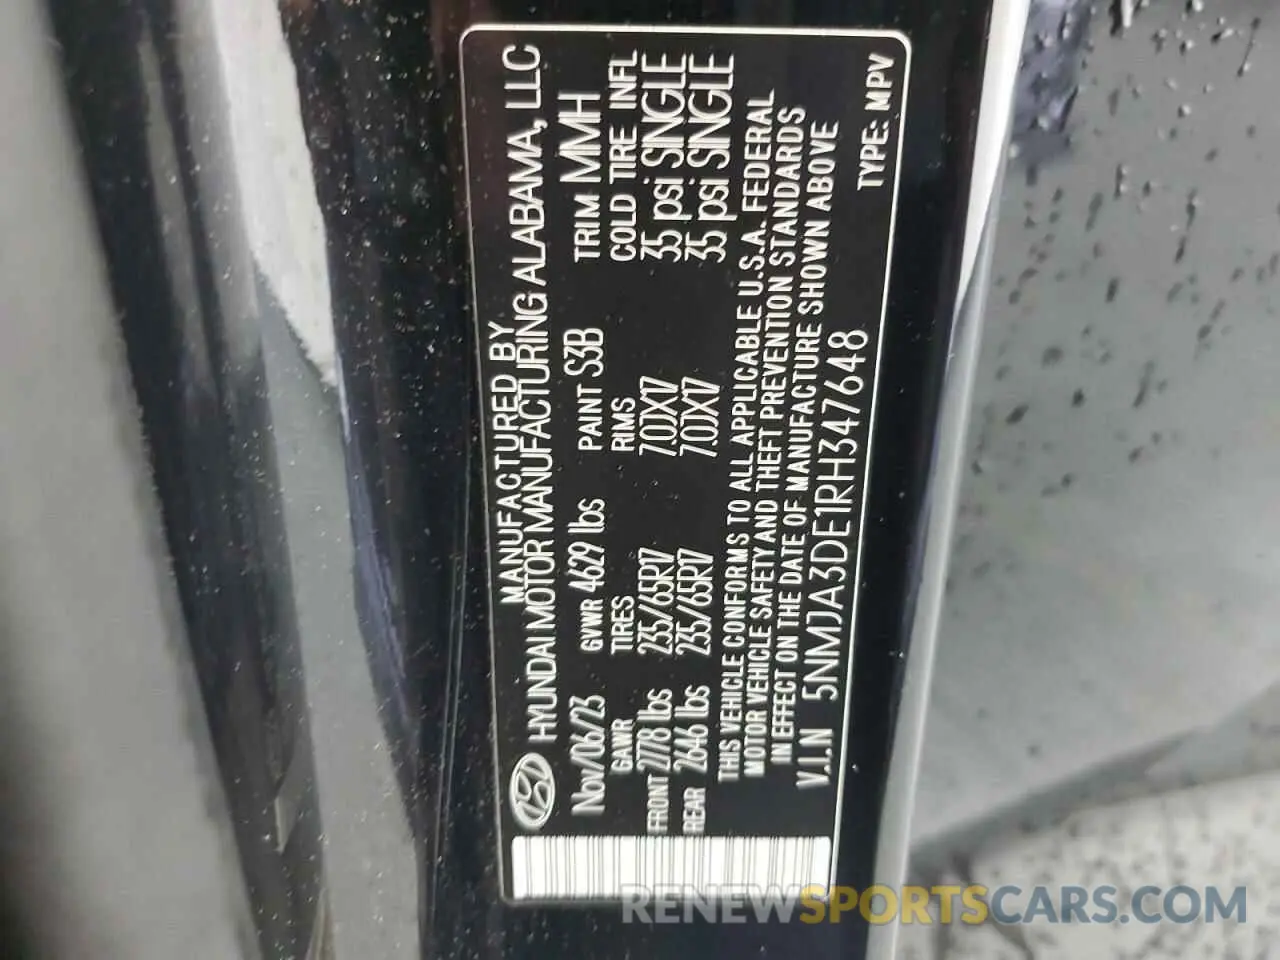 MANUFACTURED BY
HYUNDAI MOTOR MANUFACTURING ALABAMA, LLC
Nov/06/23 GVWR 4629 lbs PAINT S3B TRIM MMH
GAWR TIRES RIMS COLD TIRE INFL
FRONT 2778 lbs 235/65R17 7.0JX17 35 psi SINGLE
REAR 2646 lbs 235/65R17 7.0JX17 35 psi SINGLE
THIS VEHICLE CONFORMS TO ALL APPLICABLE U.S.A. FEDERAL
MOTOR VEHICLE SAFETY AND THEFT PREVENTION STANDARDS
IN EFFECT ON THE DATE OF MANUFACTURE SHOWN ABOVE
V.I.N 5NMJA3DE1RH347648 TYPE: MPV
RENEWSPORTSCARS.COM